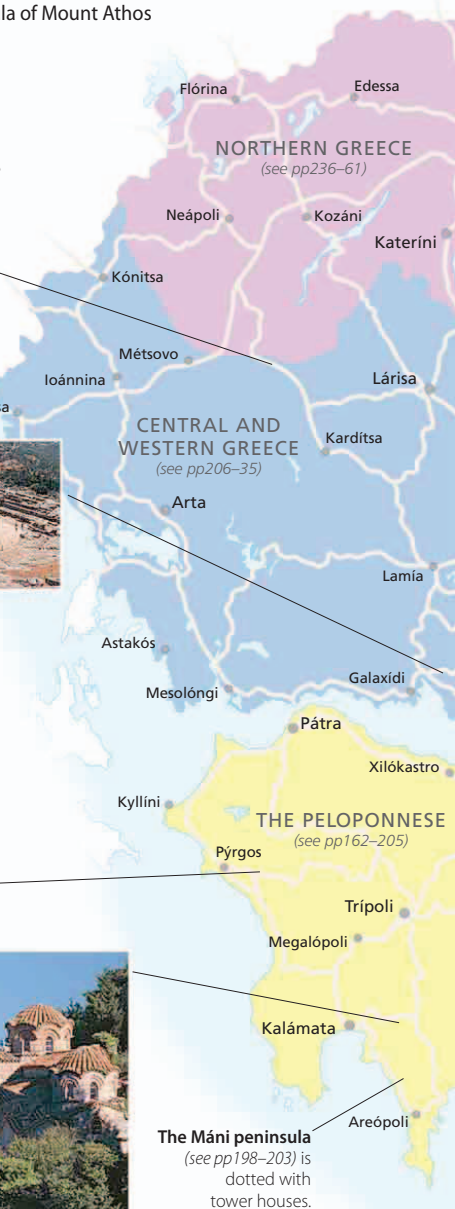 la of Mount Athos
Flórina
Edessa
NORTHERN GREECE
(see pp236–61)
Neápoli
Kozáni
Kateríni
Kónitsa
Métsovo
Ioánnina
Lárisa
CENTRAL AND
WESTERN GREECE
(see pp206–35)
Kardítsa
Arta
Lamía
Astakós
Mesolóngi
Galaxídi
Pátra
Xilókastro
Kyllíni
THE PELOPONNESE
(see pp162–205)
Pýrgos
Trípoli
Megalópoli
Kalámata
Areópoli
The Máni peninsula
(see pp198–203) is
dotted with
tower houses.